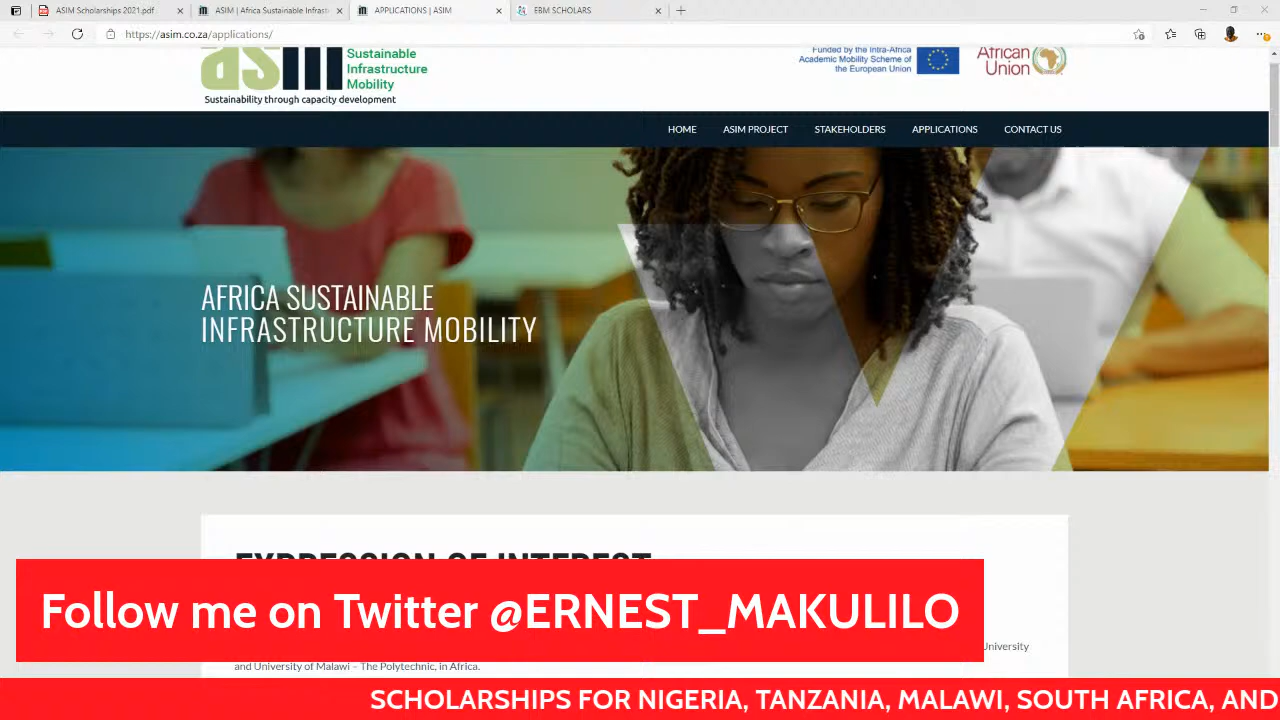 ASIM Scholarships 2021.pdf
ASIM | Africa Sustainable Infrast
APPLICATIONS | ASIM
EBM SCHOLARS
https://asim.co.za/applications/
asim
Sustainable
Infrastructure
Mobility
Sustainability through capacity development
Funded by the Intra-Africa
Academic Mobility Scheme of
the European Union
African
Union
HOME
ASIM PROJECT
STAKEHOLDERS
APPLICATIONS
CONTACT US
AFRICA SUSTAINABLE
INFRASTRUCTURE MOBILITY
EXPRESSION OF INTEREST
Follow me on Twitter @ERNEST_MAKULILO
University
and University of Malawi – The Polytechnic, in Africa.
SCHOLARSHIPS FOR NIGERIA, TANZANIA, MALAWI, SOUTH AFRICA, AND